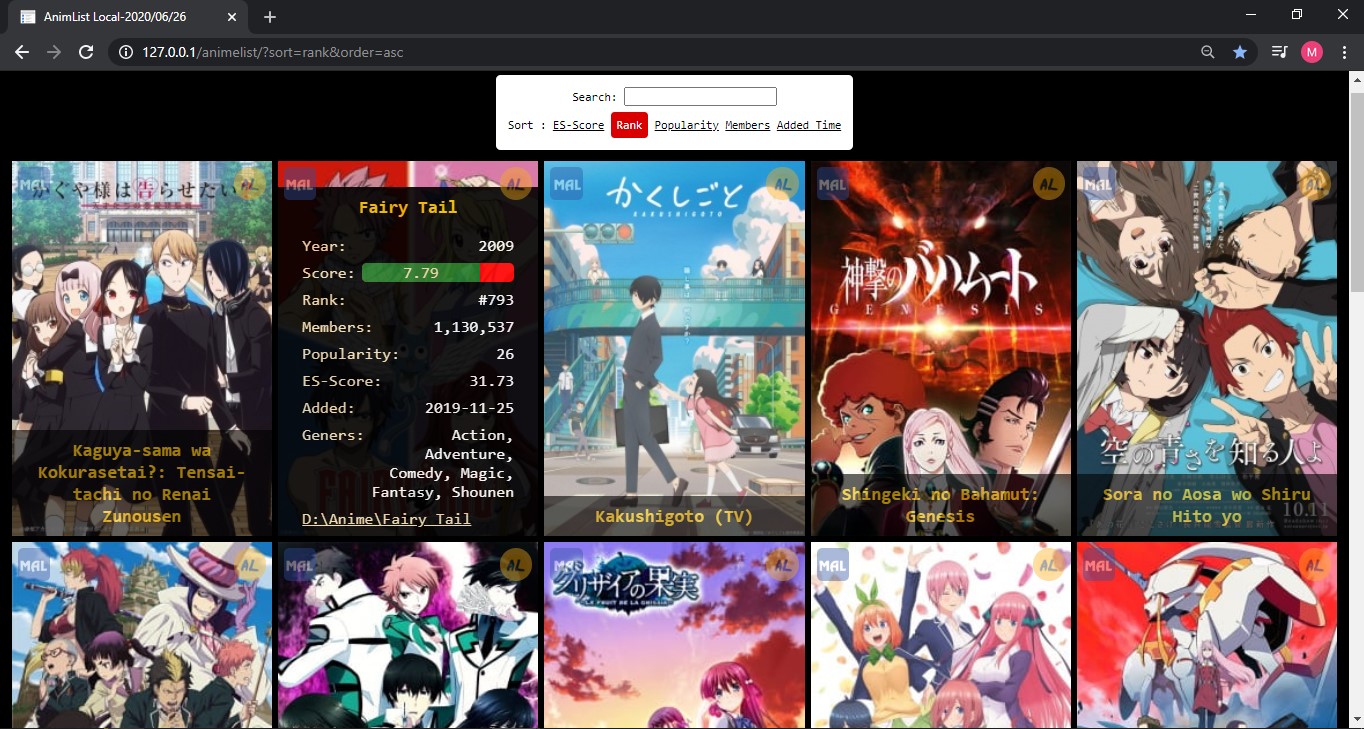 AnimList Local-2020/06/26
127.0.0.1/animelist/?sort=rank&order=asc
M
Search:
Sort : ES-Score Rank Popularity Members Added Time
MAL AL
かぐや様は告らせたい
Kaguya-sama wa
Kokurasetai?: Tensai-
tachi no Renai
Zunousen
MAL AL
Fairy Tail
Year: 2009
Score: 7.79
Rank: #793
Members: 1,130,537
Popularity: 26
ES-Score: 31.73
Added: 2019-11-25
Geners: Action,
Adventure,
Comedy, Magic,
Fantasy, Shounen
D:\Anime\Fairy Tail
MAL AL
かくしごと
KAKUSHIGOTO
Kakushigoto (TV)
MAL AL
神撃のバハムート
GENESIS
Shingeki no Bahamut:
Genesis
MAL AL
空の青さを知る人よ
10.11
Sora no Aosa wo Shiru
Hito yo
MAL AL
MAL AL
MAL AL
グリザイアの果実
LE FRUIT DE LA GRISAIA
MAL AL
MAL AL